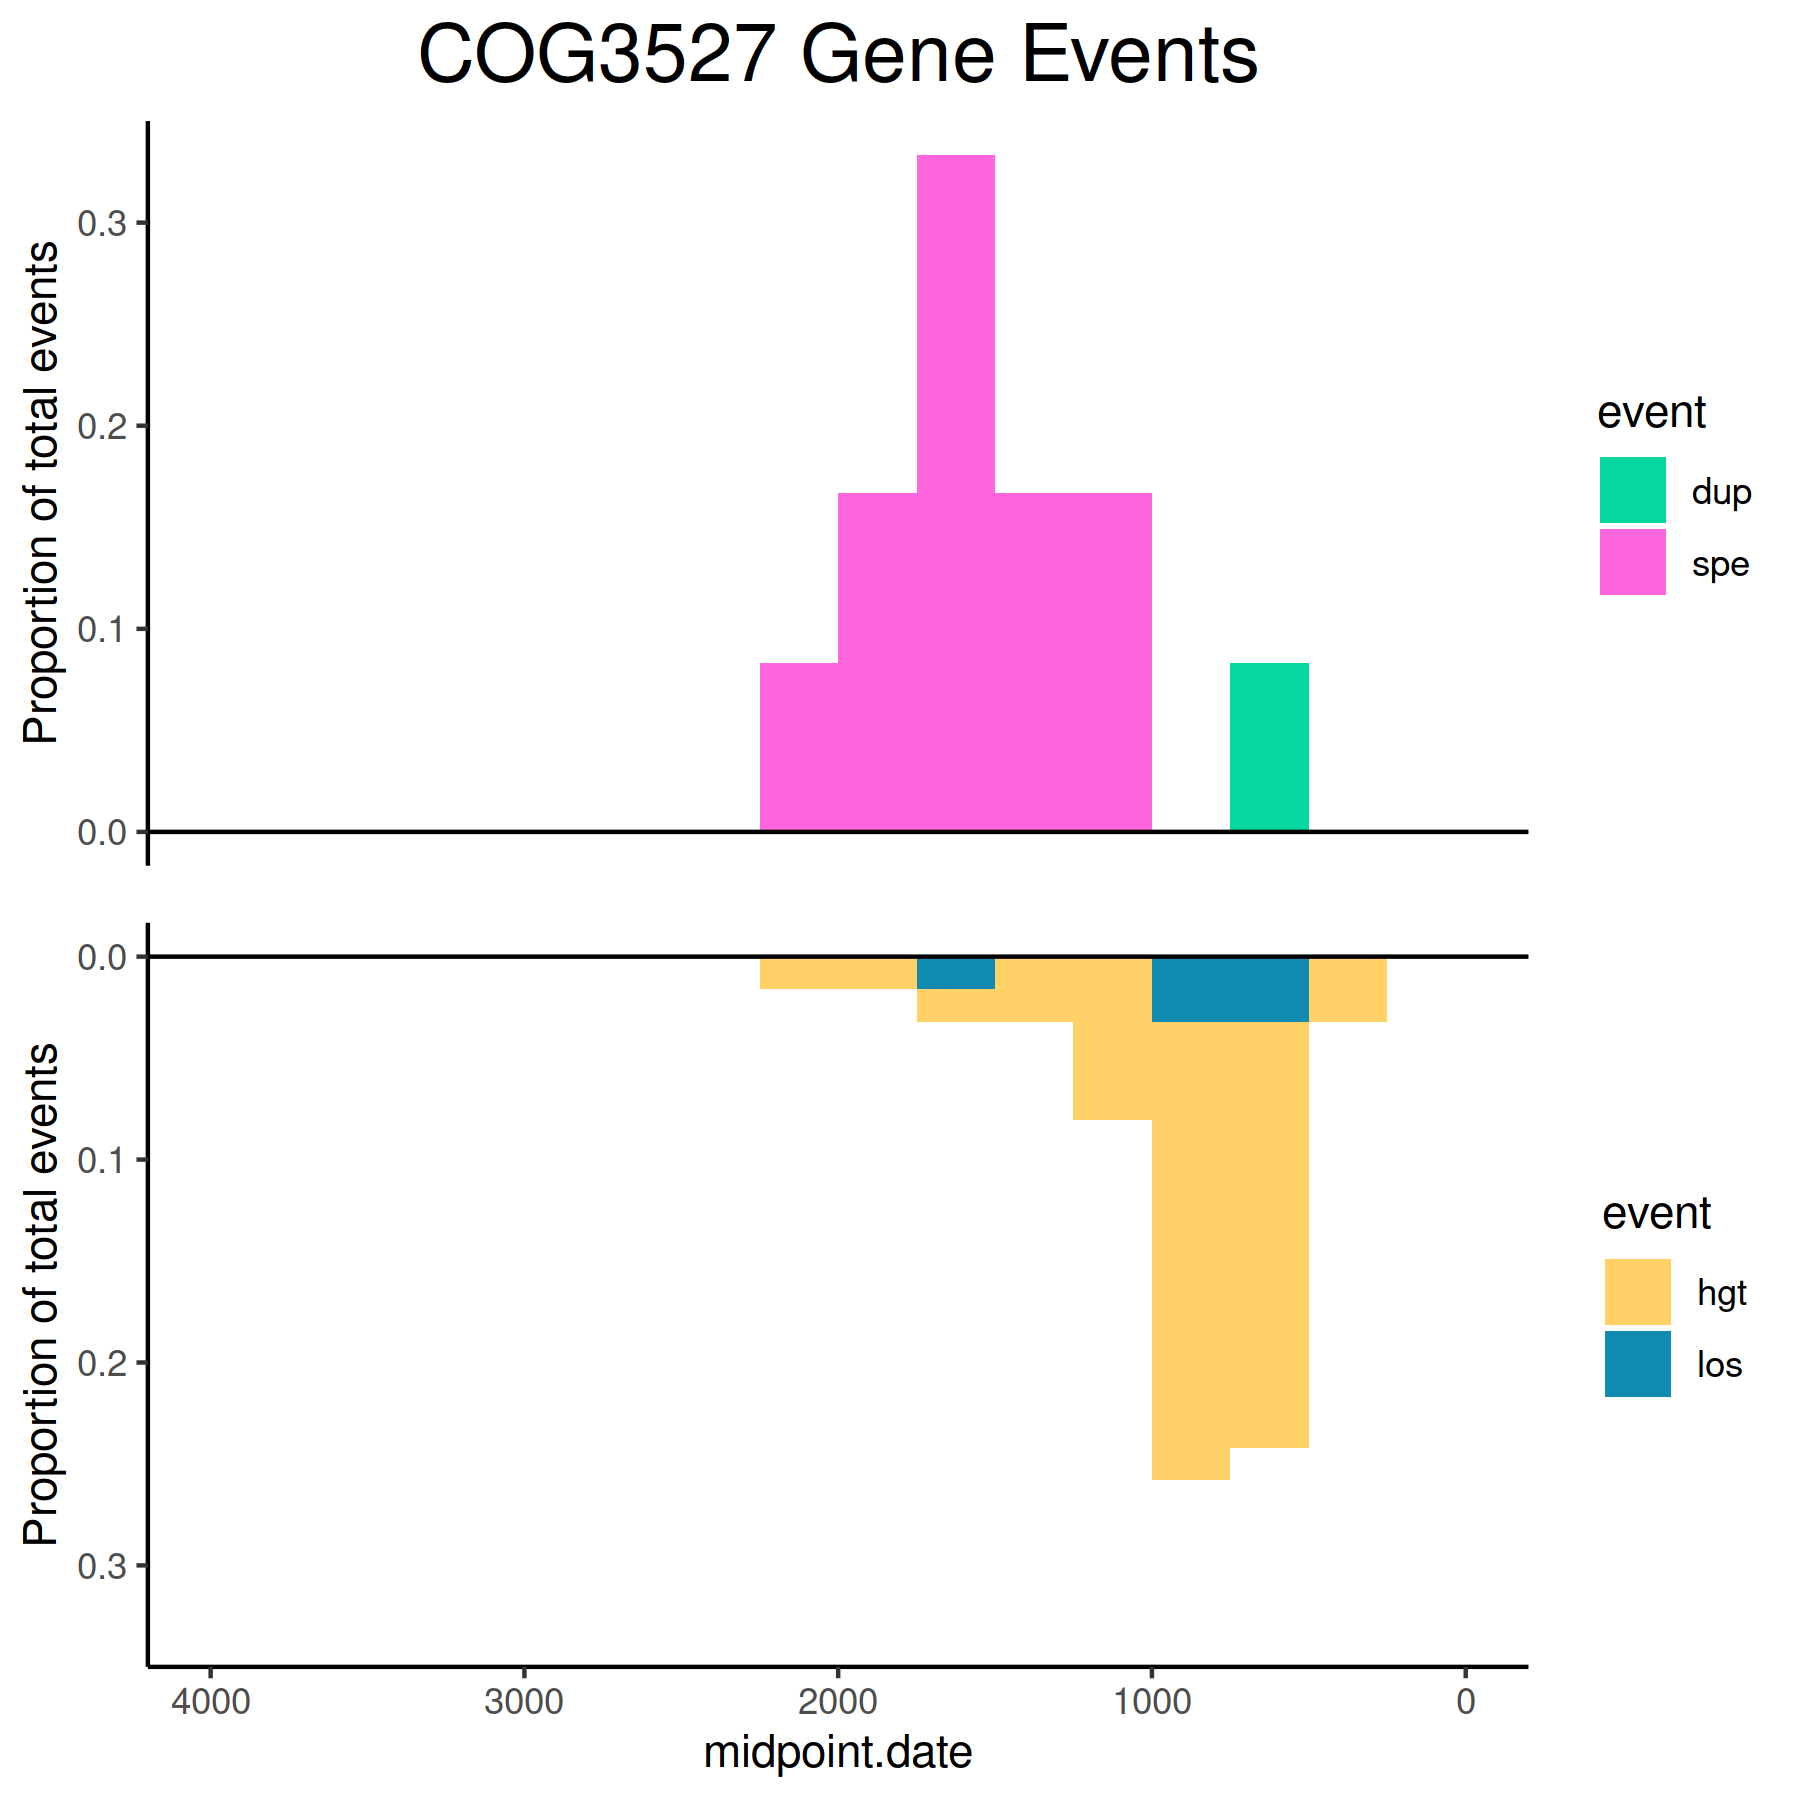 COG3527 Gene Events
Proportion of total events
0.3
0.2
0.1
0.0
event
dup
spe
Proportion of total events
0.0
0.1
0.2
0.3
event
hgt
los
4000 3000 2000 1000 0
midpoint.date